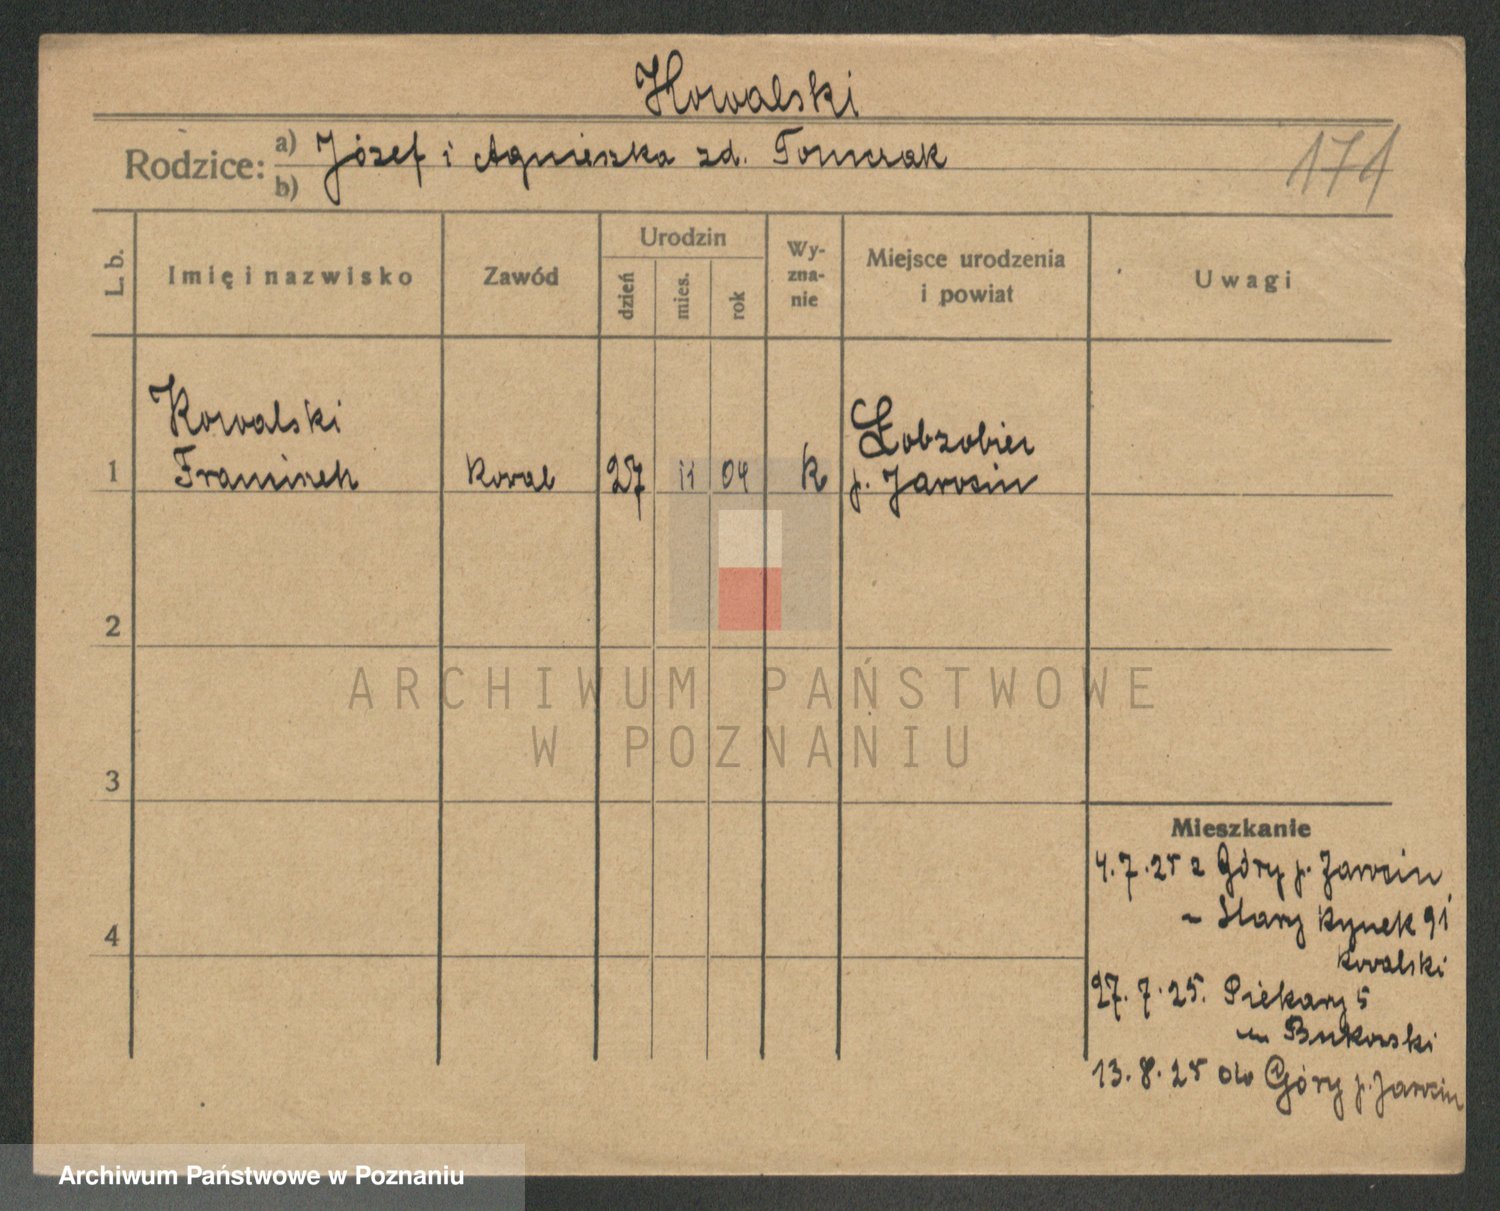 Kowalski
Rodzice: a) Józef i Agnieszka zd. Tomczak
b)
171
L. b.
Imię i nazwisko
Zawód
Urodzin
dzień
mies.
rok
Wy-
zna-
nie
Miejsce urodzenia
i powiat
Uwagi
Kowalski
1 Franciszek kowal 27 11 04 k
p. Jarocin
2
3
4
ARCHIWUM PAŃSTWOWE
W POZNANIU
Mieszkanie
4.7.25 z Góry p. Jarocin
Stary Rynek 91
Kowalski
27.7.25. Piekary 5
Bukowski
13.8.25 do Góry p. Jarocin
Archiwum Państwowe w Poznaniu